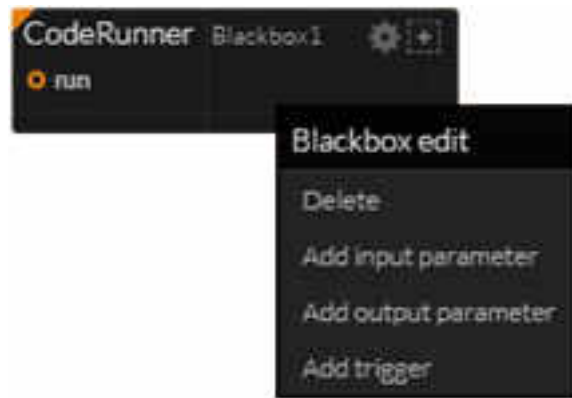 CodeRunner Blackbox1
run
Blackbox edit
Delete
Add input parameter
Add output parameter
Add trigger